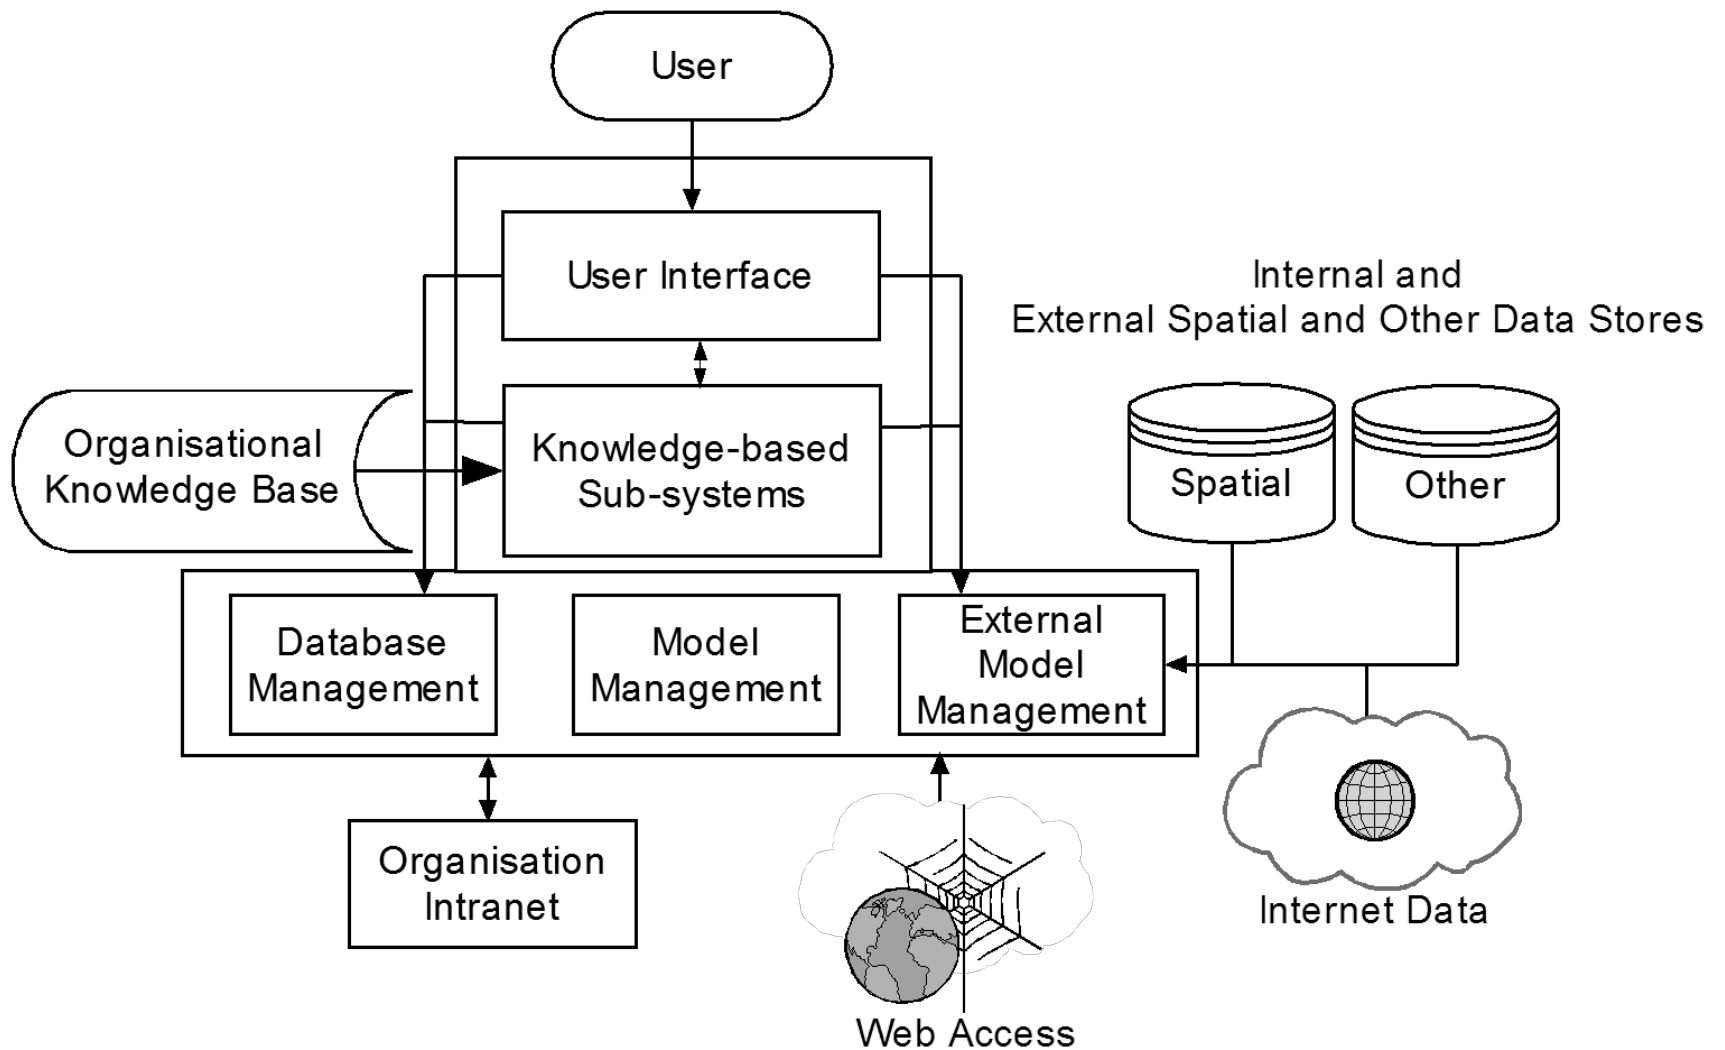 User
User Interface
Internal and
External Spatial and Other Data Stores
Organisational
Knowledge Base
Knowledge-based
Sub-systems
Spatial
Other
Database
Management
Model
Management
External
Model
Management
Organisation
Intranet
Internet Data
Web Access